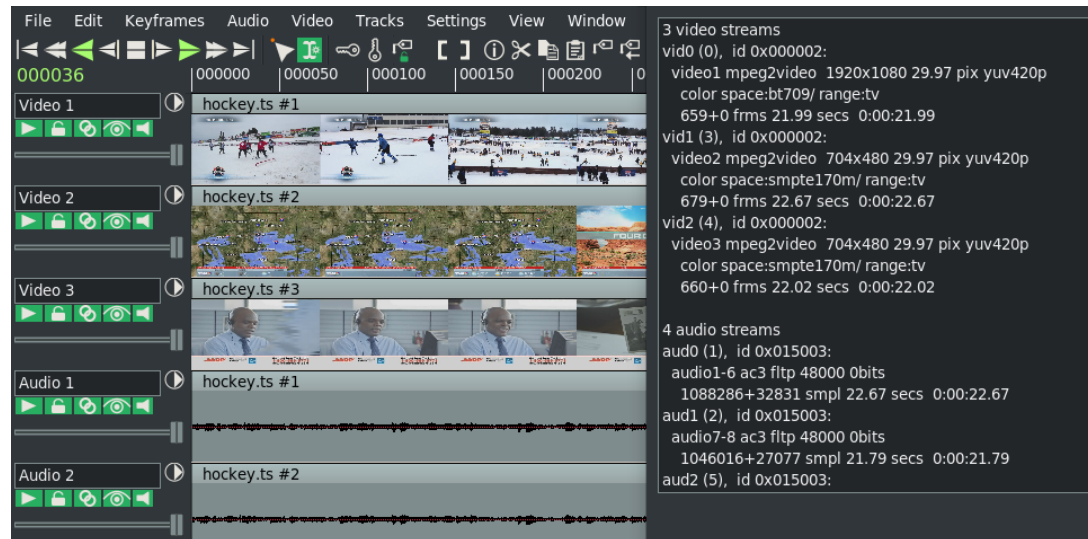 File Edit Keyframes Audio Video Tracks Settings View Window
000036
000000 000050 000100 000150 000200 0
Video 1
hockey.ts #1
Video 2
hockey.ts #2
Video 3
hockey.ts #3
Audio 1
hockey.ts #1
Audio 2
hockey.ts #2
3 video streams
vid0 (0), id 0x000002:
video1 mpeg2video 1920x1080 29.97 pix yuv420p
color space:bt709/ range:tv
659+0 frms 21.99 secs 0:00:21.99
vid1 (3), id 0x000002:
video2 mpeg2video 704x480 29.97 pix yuv420p
color space:smpte170m/ range:tv
679+0 frms 22.67 secs 0:00:22.67
vid2 (4), id 0x000002:
video3 mpeg2video 704x480 29.97 pix yuv420p
color space:smpte170m/ range:tv
660+0 frms 22.02 secs 0:00:22.02
4 audio streams
aud0 (1), id 0x015003:
audio1-6 ac3 fltp 48000 0bits
1088286+32831 smpl 22.67 secs 0:00:22.67
aud1 (2), id 0x015003:
audio7-8 ac3 fltp 48000 0bits
1046016+27077 smpl 21.79 secs 0:00:21.79
aud2 (5), id 0x015003: